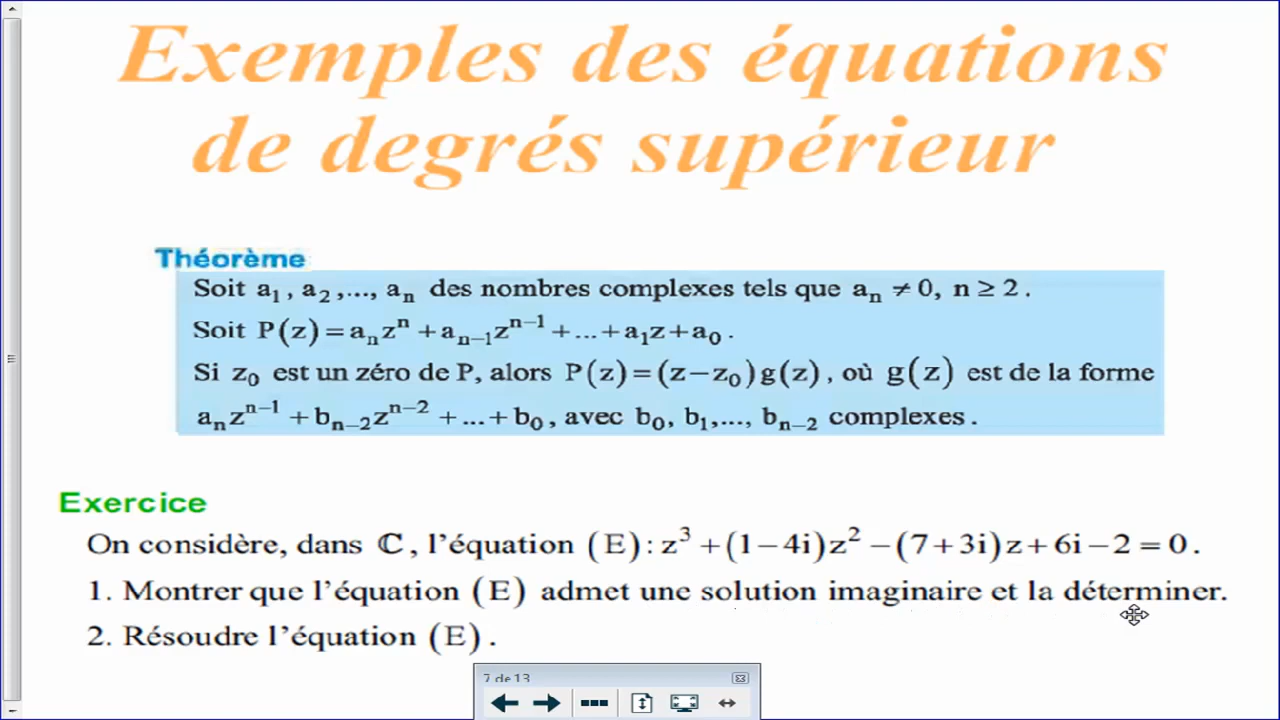 Exemples des équations
de degrés supérieur
Théorème
Soit a₁, a₂,..., aₙ des nombres complexes tels que aₙ ≠ 0, n ≥ 2.
Soit P(z) = aₙzⁿ + aₙ₋₁zⁿ⁻¹ + ... + a₁z + a₀.
Si z₀ est un zéro de P, alors P(z) = (z − z₀)g(z), où g(z) est de la forme
aₙzⁿ⁻¹ + bₙ₋₂zⁿ⁻² + ... + b₀, avec b₀, b₁,..., bₙ₋₂ complexes.
Exercice
On considère, dans ℂ, l'équation (E) : z³ + (1 − 4i)z² − (7 + 3i)z + 6i − 2 = 0.
1. Montrer que l'équation (E) admet une solution imaginaire et la déterminer.
2. Résoudre l'équation (E).
7 de 13